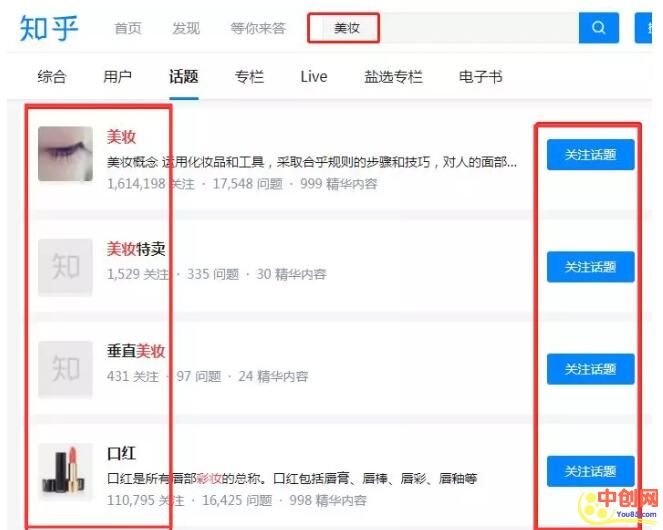 知乎 首页 发现 等你来答 美妆
综合 用户 话题 专栏 Live 盐选专栏 电子书
美妆
美妆概念 运用化妆品和工具，采取合乎规则的步骤和技巧，对人的面部...
关注话题
1,614,198 关注 · 17,548 问题 · 999 精华内容
知
美妆特卖
关注话题
1,529 关注 · 335 问题 · 30 精华内容
知
垂直美妆
关注话题
431 关注 · 97 问题 · 24 精华内容
口红
口红是所有唇部彩妆的总称。口红包括唇膏、唇棒、唇彩、唇釉等
关注话题
110,795 关注 · 16,425 问题 · 998 精华内容
中创网